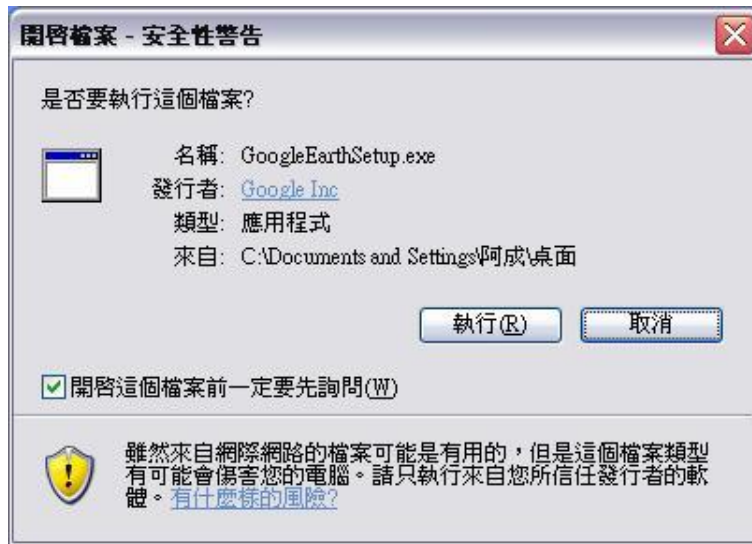 開啓檔案 - 安全性警告
是否要執行這個檔案?
名稱: GoogleEarthSetup.exe
發行者: Google Inc
類型: 應用程式
來自: C:\Documents and Settings\阿成\桌面
執行(R) 取消
開啓這個檔案前一定要先詢問(W)
雖然來自網際網路的檔案可能是有用的，但是這個檔案類型
有可能會傷害您的電腦。請只執行來自您所信任發行者的軟
體。有什麼樣的風險?